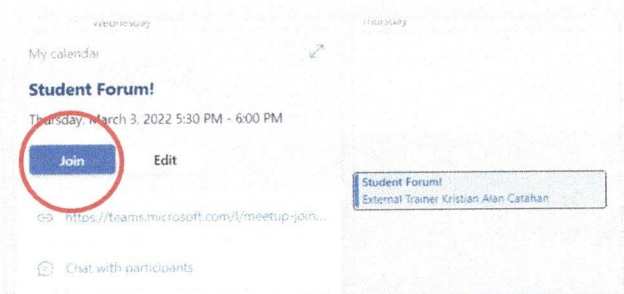 Wednesday
Thursday
My calendar
Student Forum!
Thursday, March 3, 2022 5:30 PM - 6:00 PM
Join
Edit
https://teams.microsoft.com/l/meetup-join...
Chat with participants
Student Forum!
External Trainer Kristian Alan Catahan